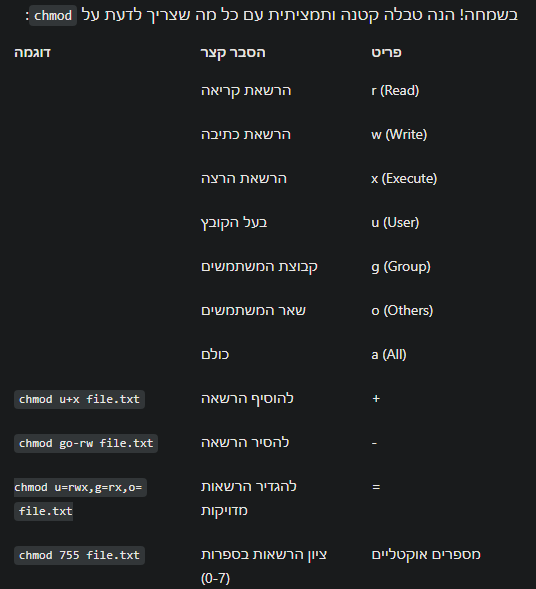 בשמחה! הנה טבלה קטנה ותמציתית עם כל מה שצריך לדעת על chmod:
פריט הסבר קצר דוגמה
r (Read) הרשאת קריאה
w (Write) הרשאת כתיבה
x (Execute) הרשאת הרצה
u (User) בעל הקובץ
g (Group) קבוצת המשתמשים
o (Others) שאר המשתמשים
a (All) כולם
+ להוסיף הרשאה chmod u+x file.txt
- להסיר הרשאה chmod go-rw file.txt
= להגדיר הרשאות chmod u=rwx,g=rx,o=
מדויקות file.txt
מספרים אוקטליים ציון הרשאות בספרות chmod 755 file.txt
(0-7)